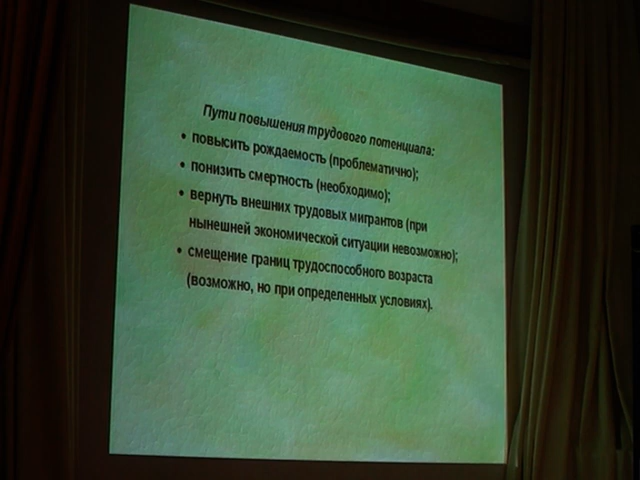 Пути повышения трудового потенциала:
• повысить рождаемость (проблематично);
• понизить смертность (необходимо);
• вернуть внешних трудовых мигрантов (при
нынешней экономической ситуации невозможно);
• смещение границ трудоспособного возраста
(возможно, но при определенных условиях).